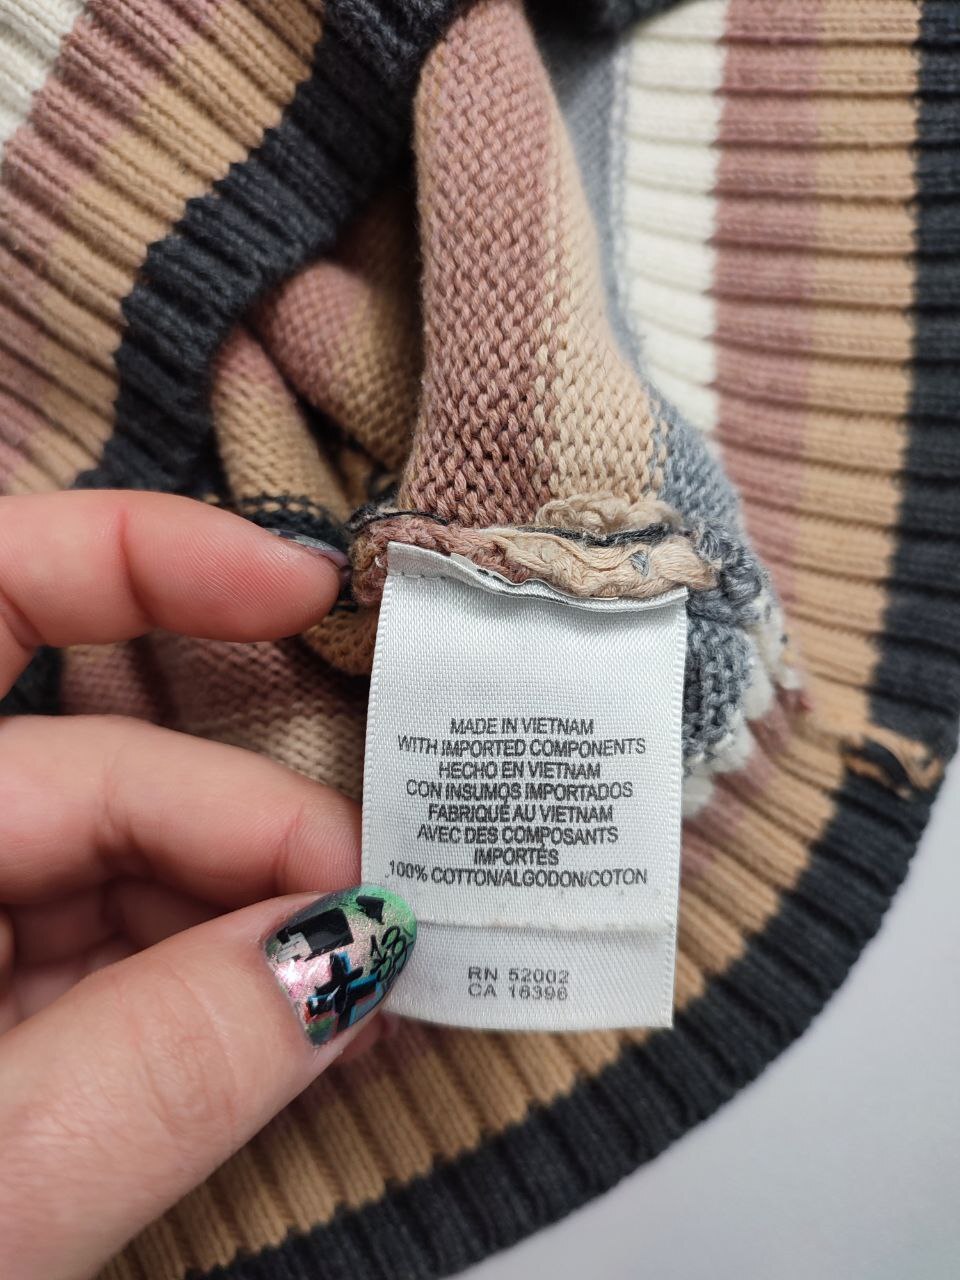 MADE IN VIETNAM
WITH IMPORTED COMPONENTS
HECHO EN VIETNAM
CON INSUMOS IMPORTADOS
FABRIQUÉ AU VIETNAM
AVEC DES COMPOSANTS
IMPORTÉS
100% COTTON/ALGODON/COTON
RN 52002
CA 16396